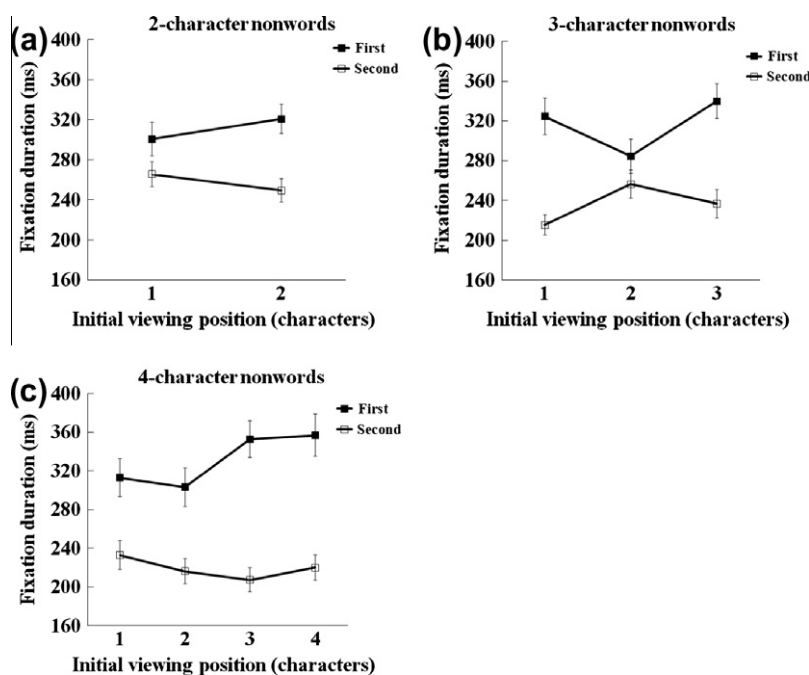 (a)
2-character nonwords
First
Second
Fixation duration (ms)
400
360
320
280
240
200
160
1 2
Initial viewing position (characters)
(b)
3-character nonwords
First
Second
Fixation duration (ms)
400
360
320
280
240
200
160
1 2 3
Initial viewing position (characters)
(c)
4-character nonwords
First
Second
Fixation duration (ms)
400
360
320
280
240
200
160
1 2 3 4
Initial viewing position (characters)